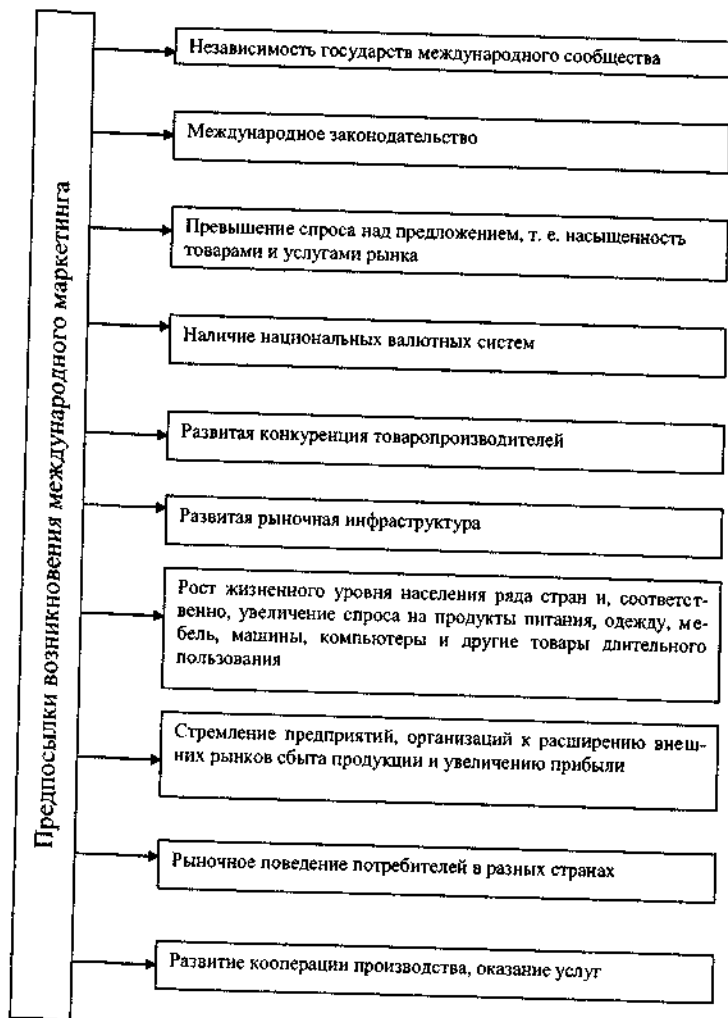 Предпосылки возникновения международного маркетинга
Независимость государств международного сообщества
Международное законодательство
Превышение спроса над предложением, т. е. насыщенность
товарами и услугами рынка
Наличие национальных валютных систем
Развитая конкуренция товаропроизводителей
Развитая рыночная инфраструктура
Рост жизненного уровня населения ряда стран и, соответст-
венно, увеличение спроса на продукты питания, одежду, ме-
бель, машины, компьютеры и другие товары длительного
пользования
Стремление предприятий, организаций к расширению внеш-
них рынков сбыта продукции и увеличению прибыли
Рыночное поведение потребителей в разных странах
Развитие кооперации производства, оказание услуг